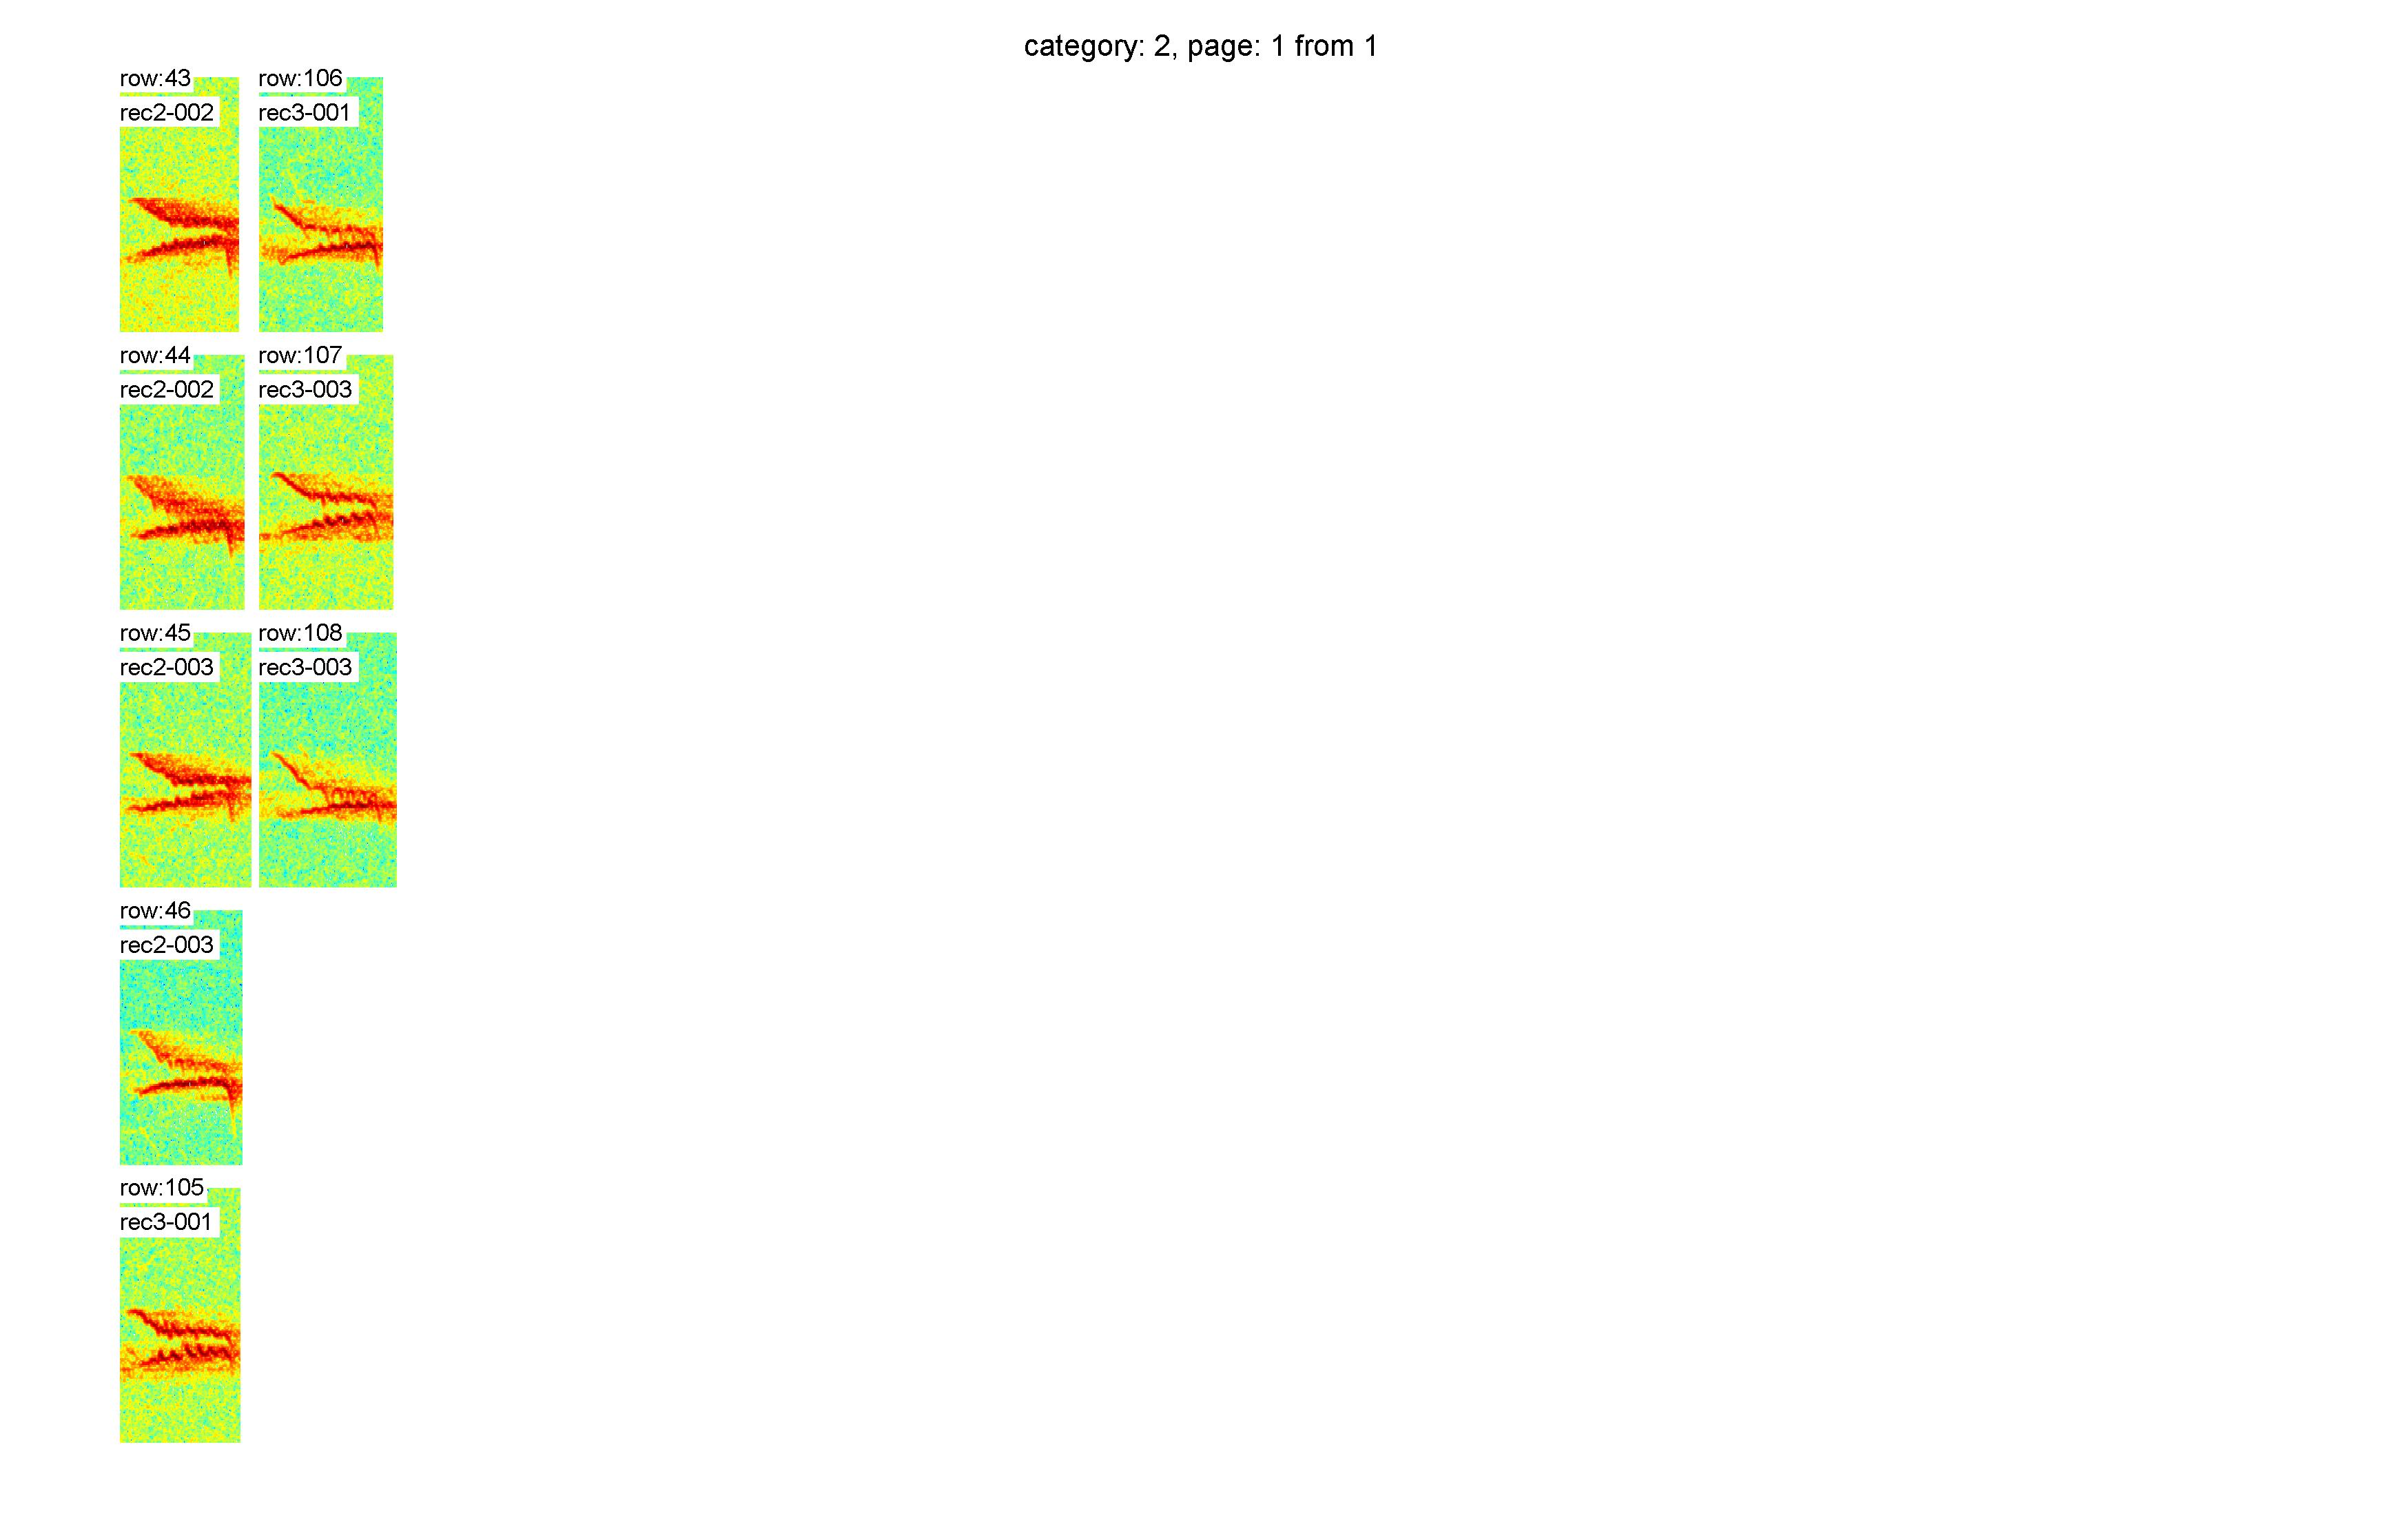 category: 2, page: 1 from 1
row:43
rec2-002
row:106
rec3-001
row:44
rec2-002
row:107
rec3-003
row:45
rec2-003
row:108
rec3-003
row:46
rec2-003
row:105
rec3-001